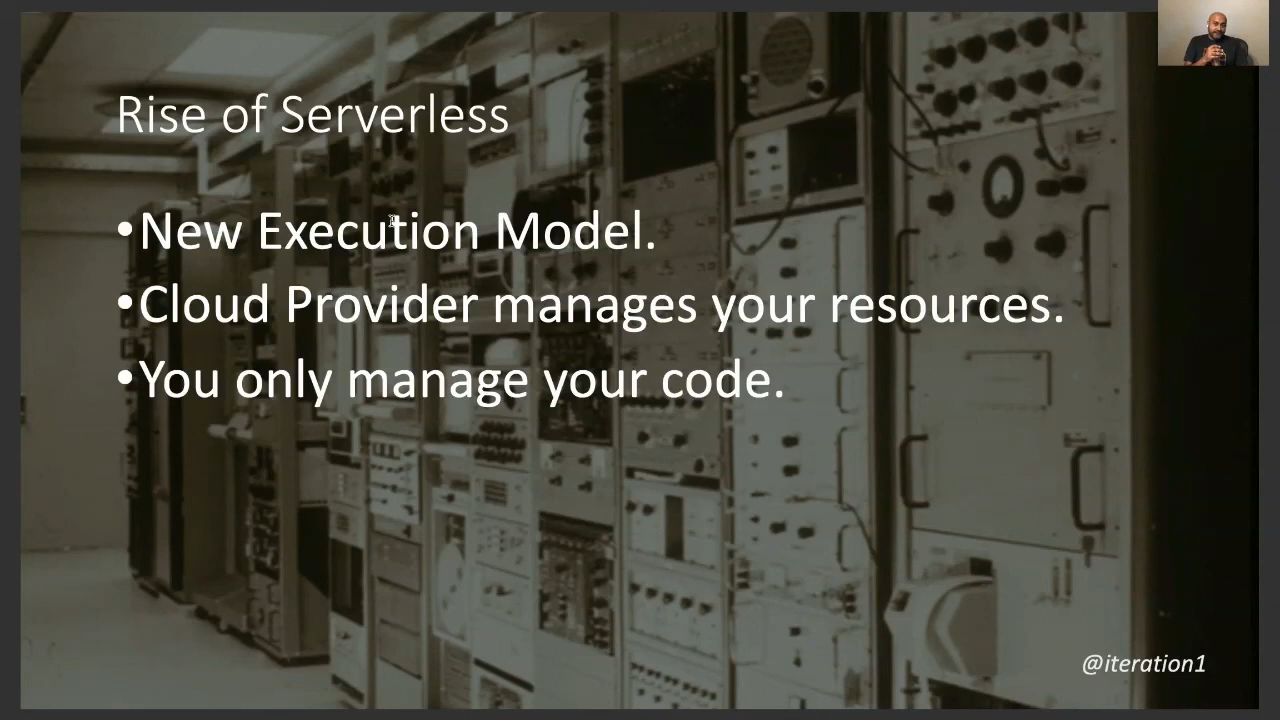 Rise of Serverless
•New Execution Model.
•Cloud Provider manages your resources.
•You only manage your code.
@iteration1